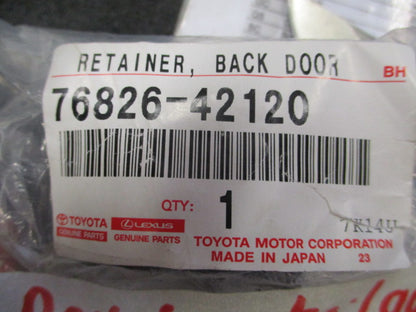 RETAINER, BACK DOOR BH
76826-42120
QTY: 1 7K14U
TOYOTA LEXUS
GENUINE PARTS GENUINE PARTS
TOYOTA MOTOR CORPORATION
MADE IN JAPAN 23